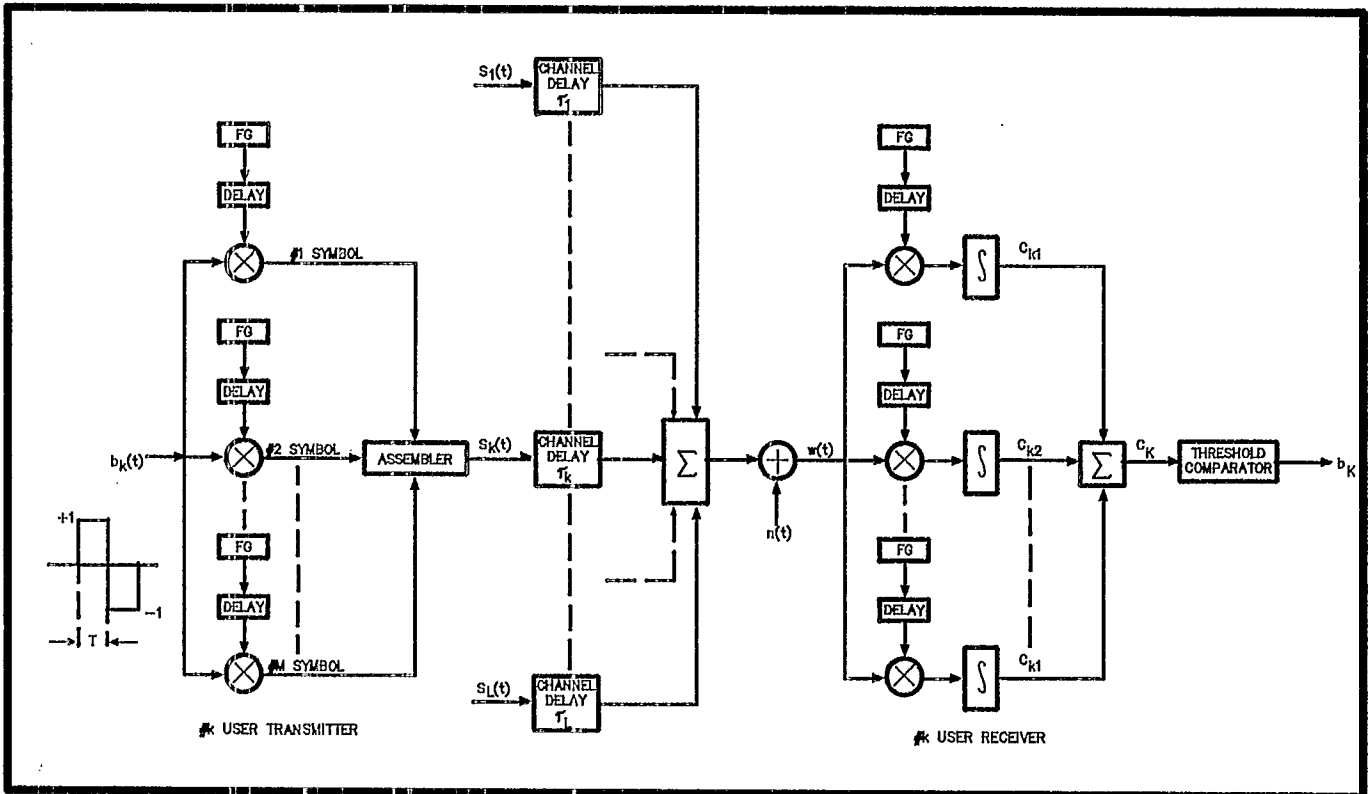 S1(t)
CHANNEL
DELAY
τ1
FG
DELAY
#1 SYMBOL
FG
DELAY
bk(t)
#2 SYMBOL
ASSEMBLER
Sk(t)
CHANNEL
DELAY
τk
Σ
+
w(t)
n(t)
+1
-1
T
FG
DELAY
#M SYMBOL
SL(t)
CHANNEL
DELAY
τL
#k USER TRANSMITTER
FG
DELAY
∫
Ck1
FG
DELAY
∫
Ck2
Σ
CK
THRESHOLD
COMPARATOR
bK
FG
DELAY
∫
Ck1
#k USER RECEIVER